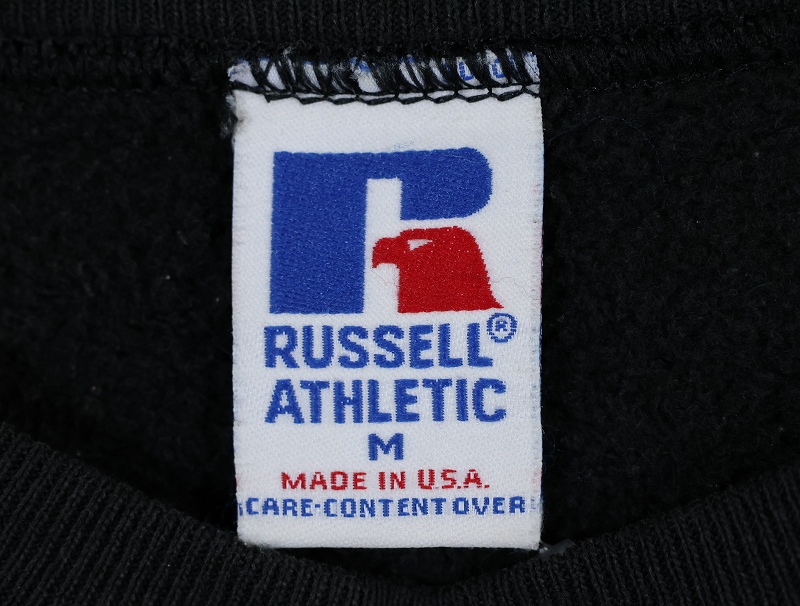 RUSSELL®
ATHLETIC
M
MADE IN U.S.A.
CARE-CONTENT OVER